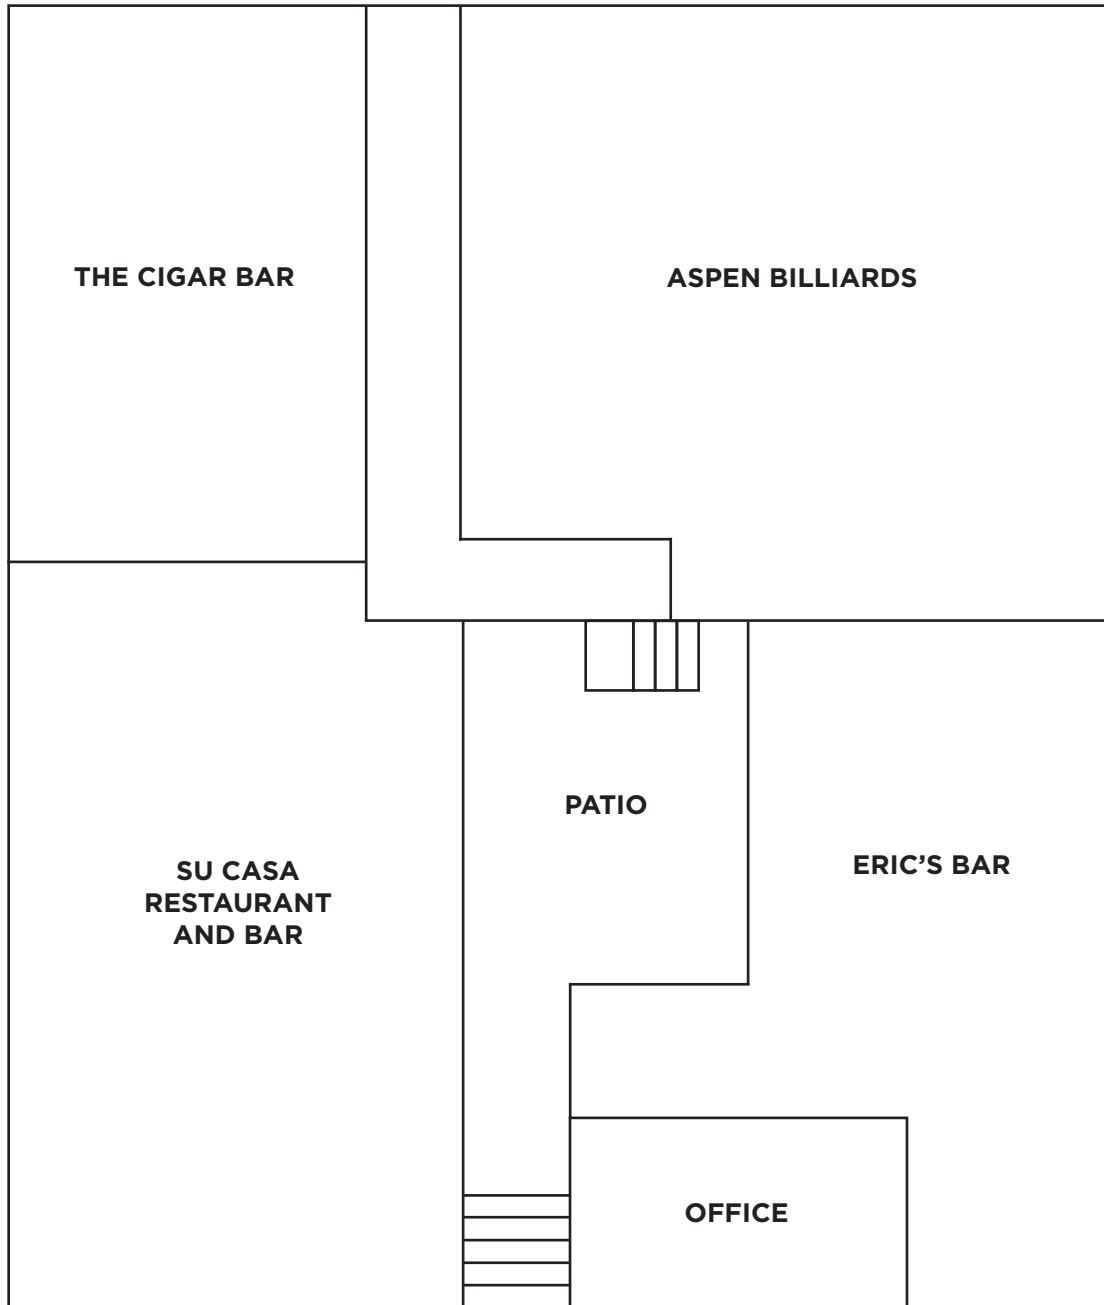 THE CIGAR BAR
ASPEN BILLIARDS
PATIO
SU CASA
RESTAURANT
AND BAR
ERIC’S BAR
OFFICE